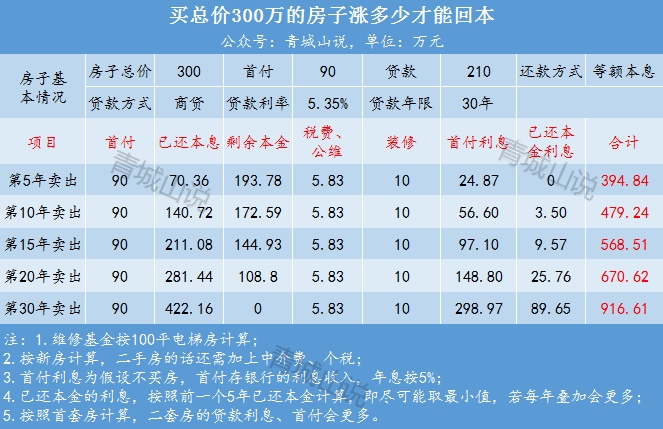 买总价300万的房子涨多少才能回本
公众号：青城山说，单位：万元
房子基本情况 房子总价 300 首付 90 贷款 210 还款方式 等额本息
贷款方式 商贷 贷款利率 5.35% 贷款年限 30年
项目 首付 已还本息 剩余本金 税费、公维 装修 首付利息 已还本金利息 合计
第5年卖出 90 70.36 193.78 5.83 10 24.87 0 394.84
第10年卖出 90 140.72 172.59 5.83 10 56.60 3.50 479.24
第15年卖出 90 211.08 144.93 5.83 10 97.10 9.57 568.51
第20年卖出 90 281.44 108.8 5.83 10 148.80 25.76 670.62
第30年卖出 90 422.16 0 5.83 10 298.97 89.65 916.61
注：1.维修基金按100平电梯房计算；
2.按新房计算，二手房的话还需加上中介费、个税；
3.首付利息为假设不买房，首付存银行的利息收入，年息按5%；
4.已还本金的利息，按照前一个5年已还本金计算，即尽可能取最小值，若每年叠加会更多；
5.按照首套房计算，二套房的贷款利息、首付会更多。
青城山说
青城山说
青城山说